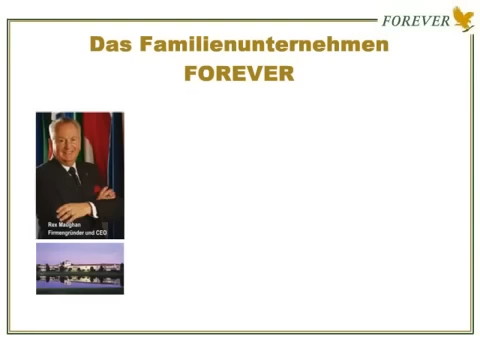 FOREVER
Das Familienunternehmen
FOREVER
Rex Maughan
Firmengründer und CEO